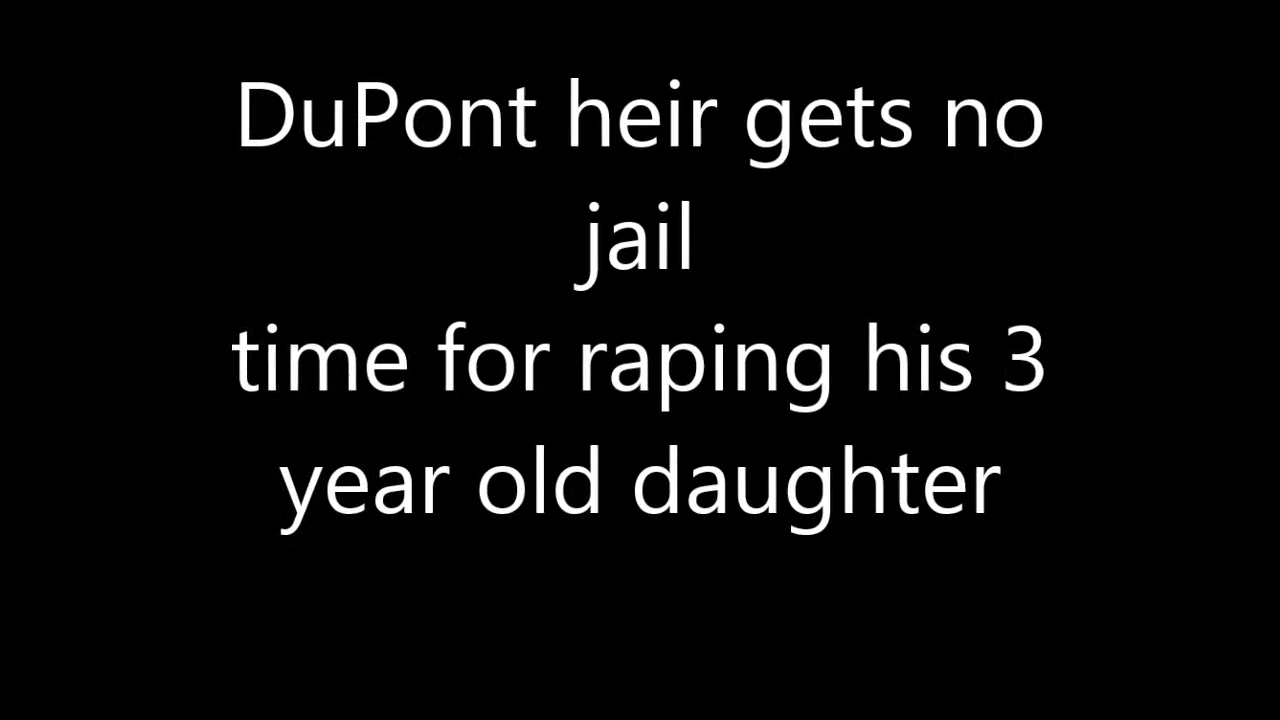 DuPont heir gets no
jail
time for raping his 3
year old daughter